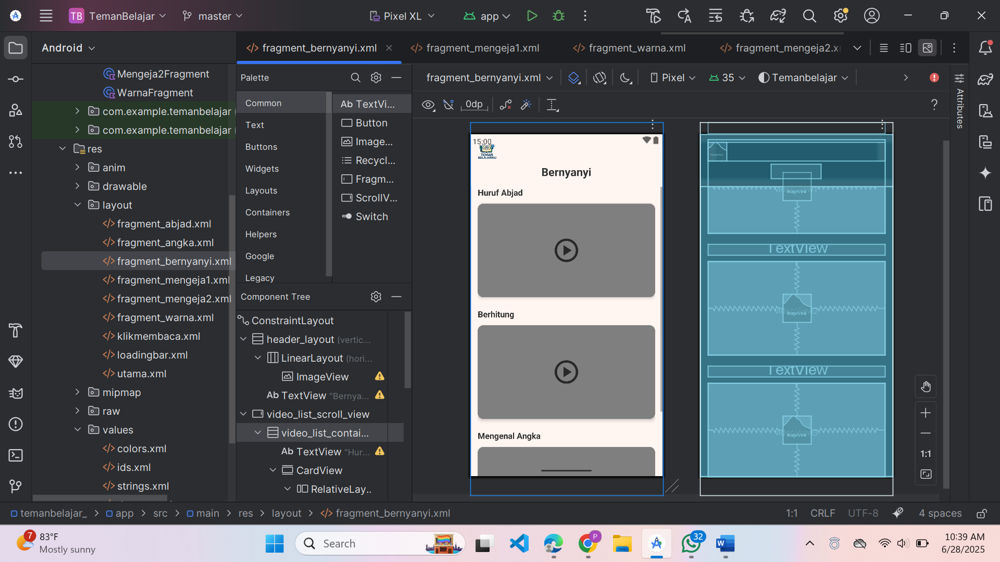 TB TemanBelajar master Pixel XL app
Android
Mengeja2Fragment
WarnaFragment
com.example.temanbelajar
com.example.temanbelajar
res
anim
drawable
layout
fragment_abjad.xml
fragment_angka.xml
fragment_bernyanyi.xml
fragment_mengeja1.xml
fragment_mengeja2.xml
fragment_warna.xml
klikmembaca.xml
loadingbar.xml
utama.xml
mipmap
raw
values
colors.xml
ids.xml
strings.xml
fragment_bernyanyi.xml fragment_mengeja1.xml fragment_warna.xml fragment_mengeja2.x
Palette
Common
Text
Buttons
Widgets
Layouts
Containers
Helpers
Google
Legacy
Ab TextVi...
Button
Image...
Recycl...
Fragm...
ScrollV...
Switch
Component Tree
ConstraintLayout
header_layout (vertic...
LinearLayout (hori...
ImageView
Ab TextView "Bernya...
video_list_scroll_view
video_list_contai...
Ab TextView "Hur...
CardView
RelativeLay..
fragment_bernyanyi.xml Pixel 35 Temanbelajar
0dp ?
15:00
TEMAN
BELAJARKU
Bernyanyi
Huruf Abjad
Berhitung
Mengenal Angka
ImageView
VideoView1
ImageView
TextView
VideoView2
ImageView
TextView
VideoView3
ImageView
1:1
Attributes
temanbelajar_ > app > src > main > res > layout > fragment_bernyanyi.xml
1:1 CRLF UTF-8 4 spaces
7
83°F
Mostly sunny
Search
P
32
10:39 AM
6/28/2025